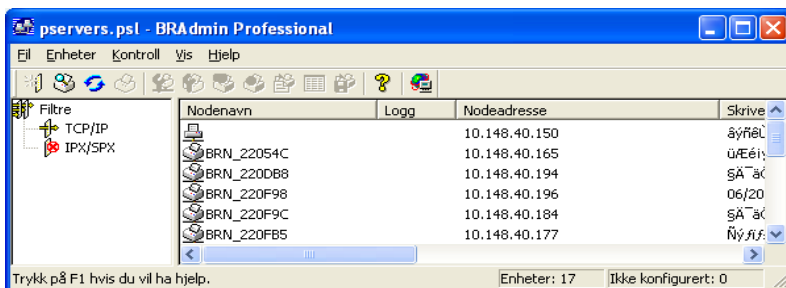 pservers.psl - BRAdmin Professional
Fil Enheter Kontroll Vis Hjelp
Filtre
TCP/IP
IPX/SPX
Nodenavn Logg Nodeadresse Skrive
10.148.40.150
BRN_22054C 10.148.40.165
BRN_220DB8 10.148.40.194
BRN_220F98 10.148.40.196 06/20
BRN_220F9C 10.148.40.184
BRN_220FB5 10.148.40.177
Trykk på F1 hvis du vil ha hjelp. Enheter: 17 Ikke konfigurert: 0